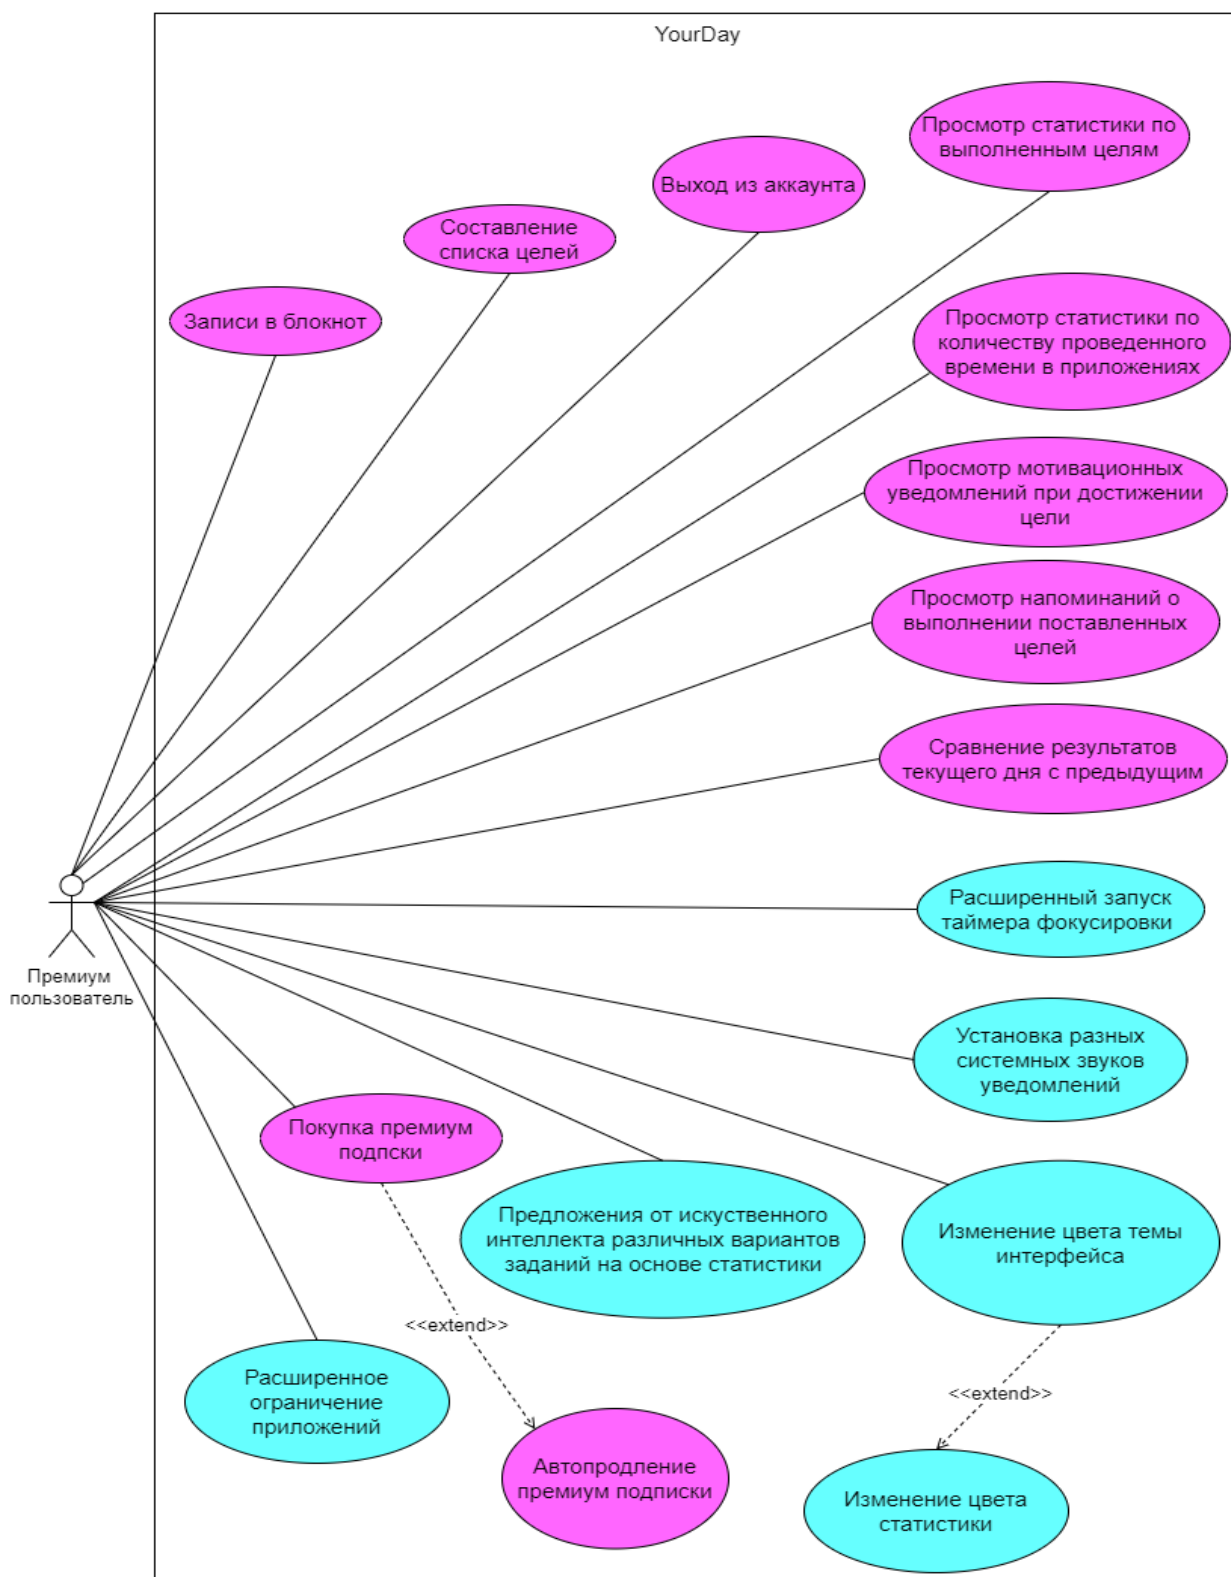 YourDay
Просмотр статистики по
выполненным целям
Выход из аккаунта
Составление
списка целей
Записи в блокнот
Просмотр статистики по
количеству проведенного
времени в приложениях
Просмотр мотивационных
уведомлений при достижении
цели
Просмотр напоминаний о
выполнении поставленных
целей
Сравнение результатов
текущего дня с предыдущим
Расширенный запуск
таймера фокусировки
Премиум
пользователь
Установка разных
системных звуков
уведомлений
Покупка премиум
подпски
Предложения от искуственного
интеллекта различных вариантов
заданий на основе статистики
Изменение цвета темы
интерфейса
<<extend>>
<<extend>>
Расширенное
ограничение
приложений
Автопродление
премиум подписки
Изменение цвета
статистики